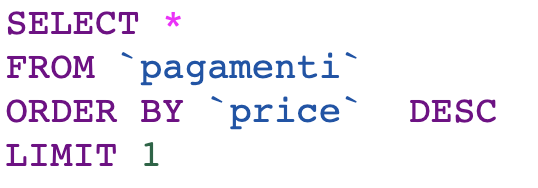 SELECT *
FROM `pagamenti`
ORDER BY `price`  DESC
LIMIT 1